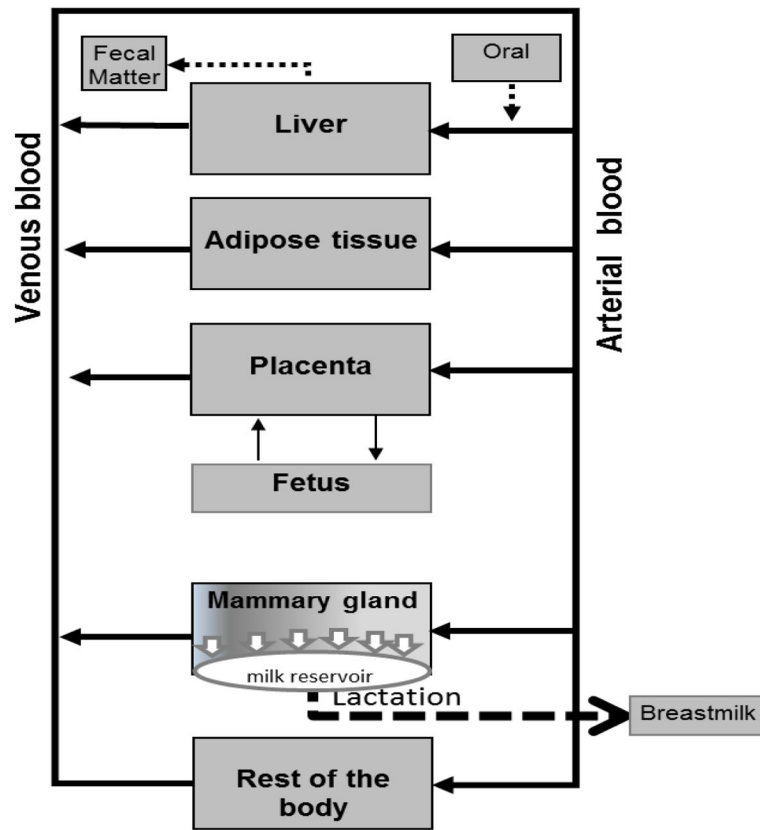 Fecal
Matter
Oral
Liver
Venous blood
Arterial blood
Adipose tissue
Placenta
Fetus
Mammary gland
milk reservoir
Lactation
Breastmilk
Rest of the
body